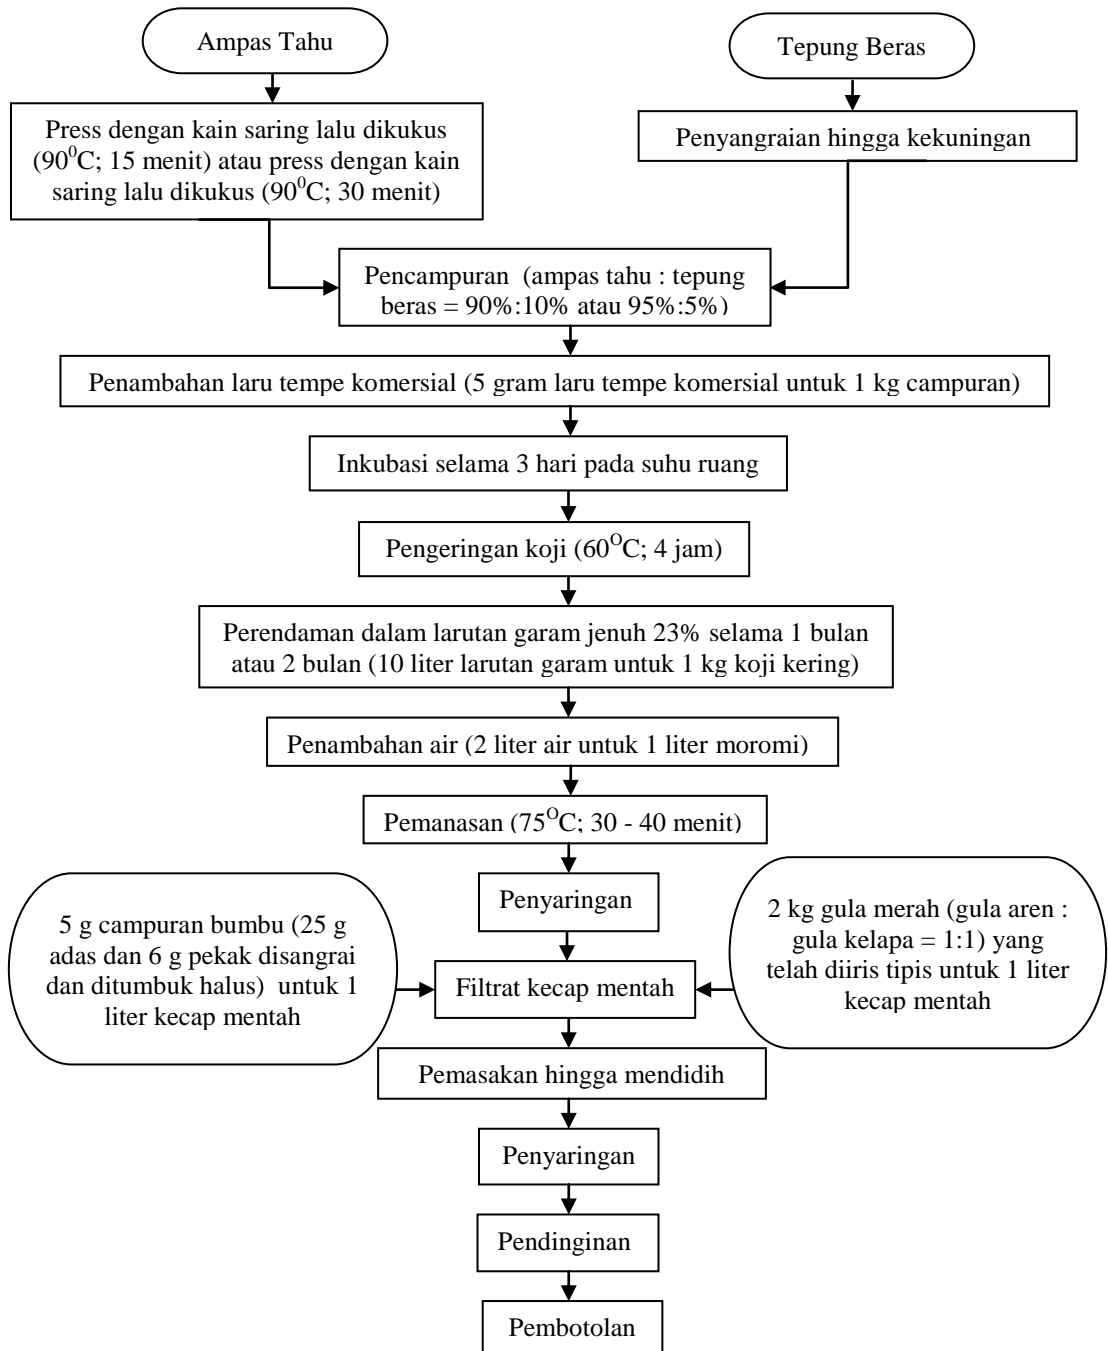 Ampas Tahu
Tepung Beras
Press dengan kain saring lalu dikukus
(90⁰C; 15 menit) atau press dengan kain
saring lalu dikukus (90⁰C; 30 menit)
Penyangraian hingga kekuningan
Pencampuran (ampas tahu : tepung
beras = 90%:10% atau 95%:5%)
Penambahan laru tempe komersial (5 gram laru tempe komersial untuk 1 kg campuran)
Inkubasi selama 3 hari pada suhu ruang
Pengeringan koji (60ᴼC; 4 jam)
Perendaman dalam larutan garam jenuh 23% selama 1 bulan
atau 2 bulan (10 liter larutan garam untuk 1 kg koji kering)
Penambahan air (2 liter air untuk 1 liter moromi)
Pemanasan (75ᴼC; 30 - 40 menit)
Penyaringan
5 g campuran bumbu (25 g
adas dan 6 g pekak disangrai
dan ditumbuk halus) untuk 1
liter kecap mentah
Filtrat kecap mentah
2 kg gula merah (gula aren :
gula kelapa = 1:1) yang
telah diiris tipis untuk 1 liter
kecap mentah
Pemasakan hingga mendidih
Penyaringan
Pendinginan
Pembotolan